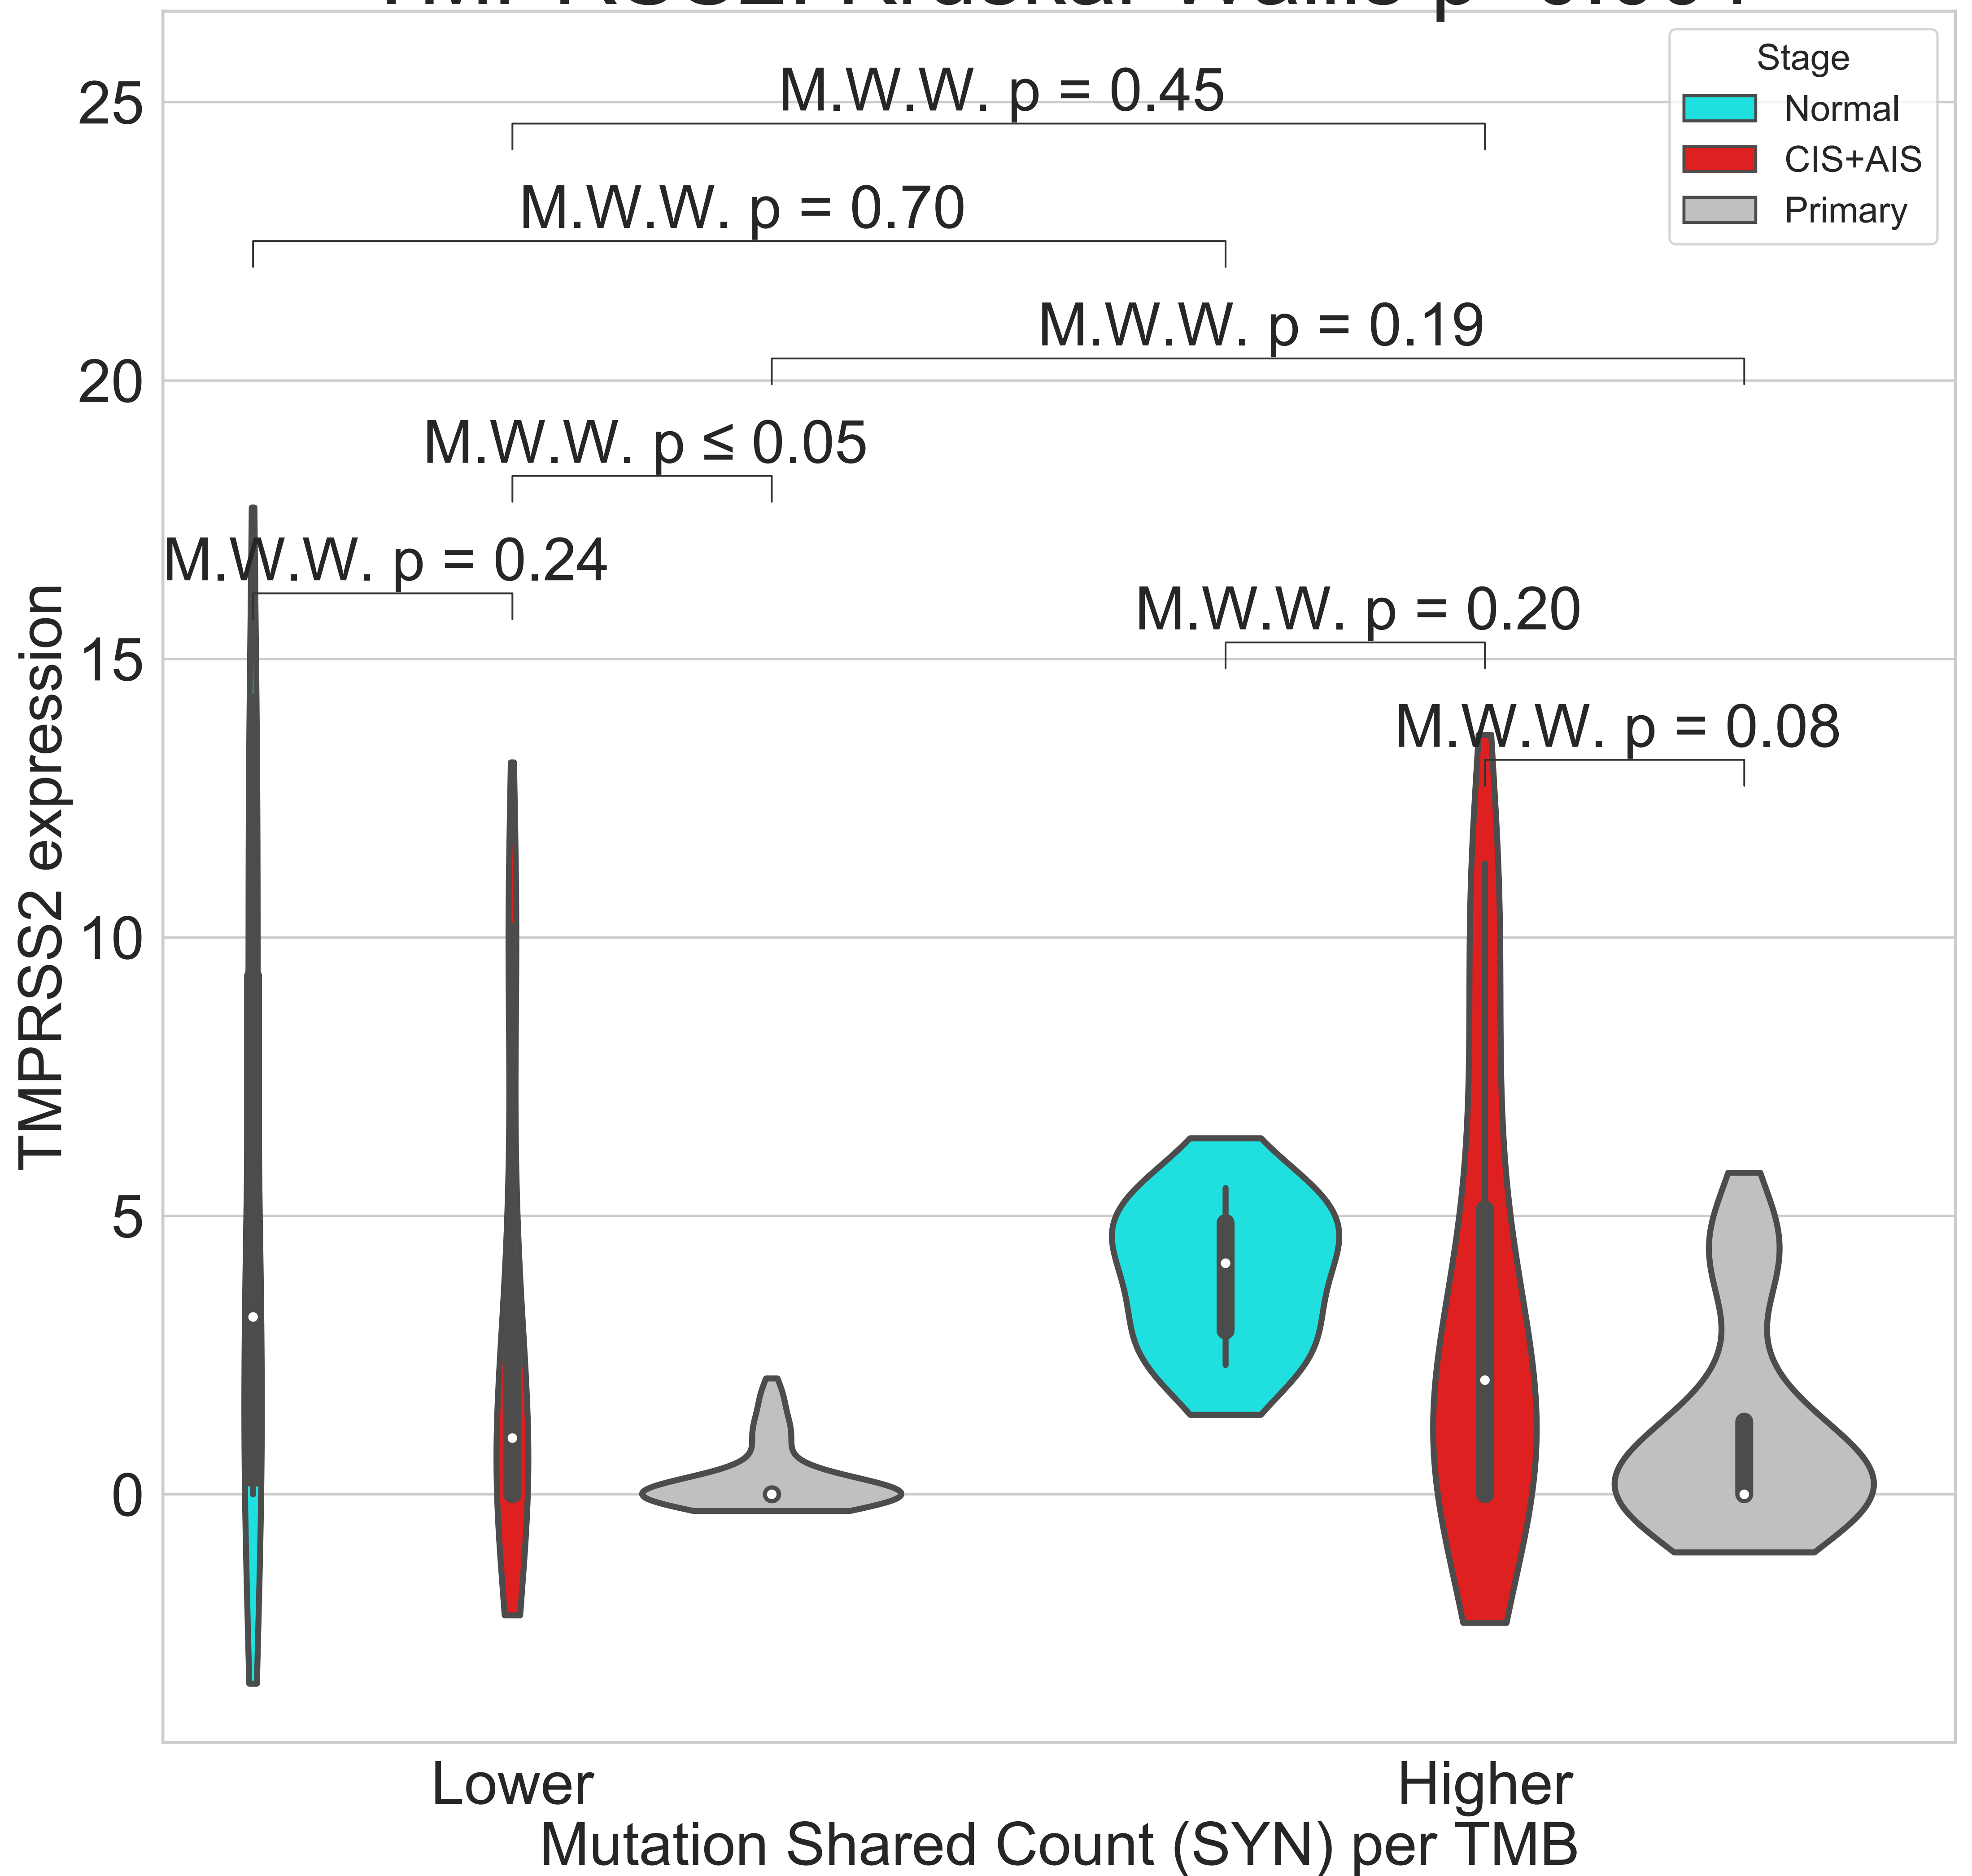 Stage
Normal
CIS+AIS
Primary
M.W.W. p = 0.45
M.W.W. p = 0.70
M.W.W. p = 0.19
M.W.W. p ≤ 0.05
M.W.W. p = 0.24
M.W.W. p = 0.20
M.W.W. p = 0.08
25
20
15
10
5
0
TMPRSS2 expression
Lower
Higher
Mutation Shared Count (SYN) per TMB